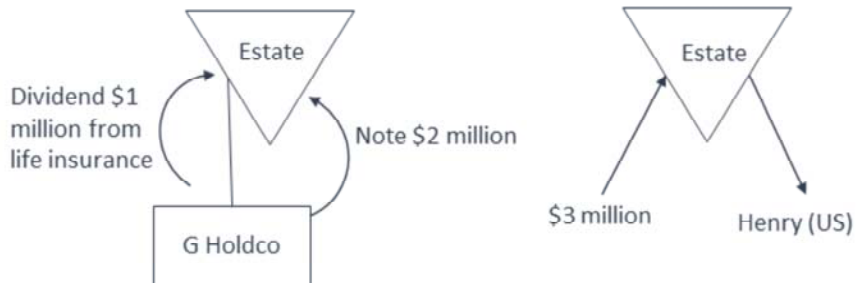 Estate
Dividend $1
million from
life insurance
Note $2 million
G Holdco
Estate
$3 million
Henry (US)